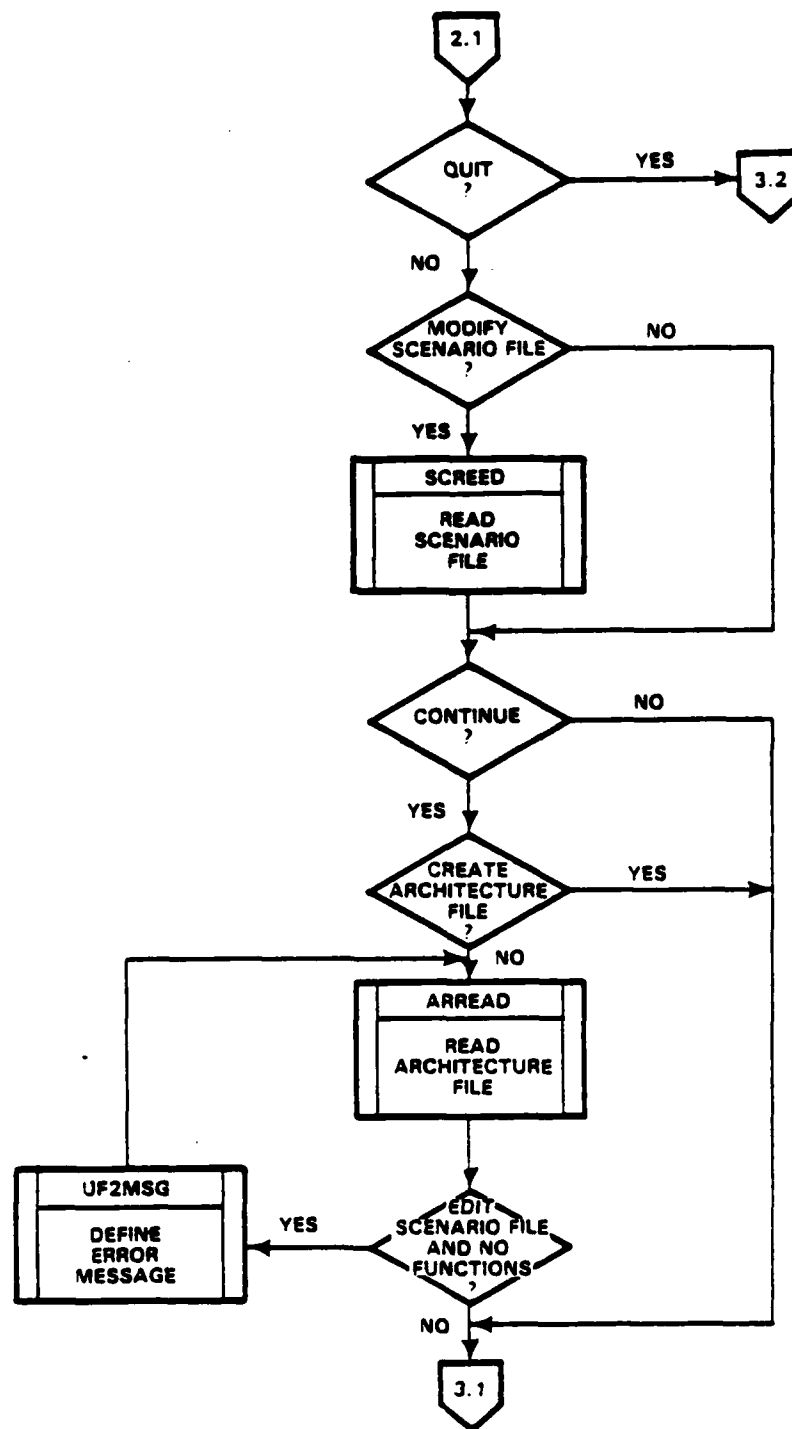 2.1
QUIT
?
YES
3.2
NO
MODIFY
SCENARIO FILE
?
NO
YES
SCREED
READ
SCENARIO
FILE
CONTINUE
?
NO
YES
CREATE
ARCHITECTURE
FILE
?
YES
NO
ARREAD
READ
ARCHITECTURE
FILE
UF2MSG
DEFINE
ERROR
MESSAGE
YES
EDIT
SCENARIO FILE
AND NO
FUNCTIONS
?
NO
3.1